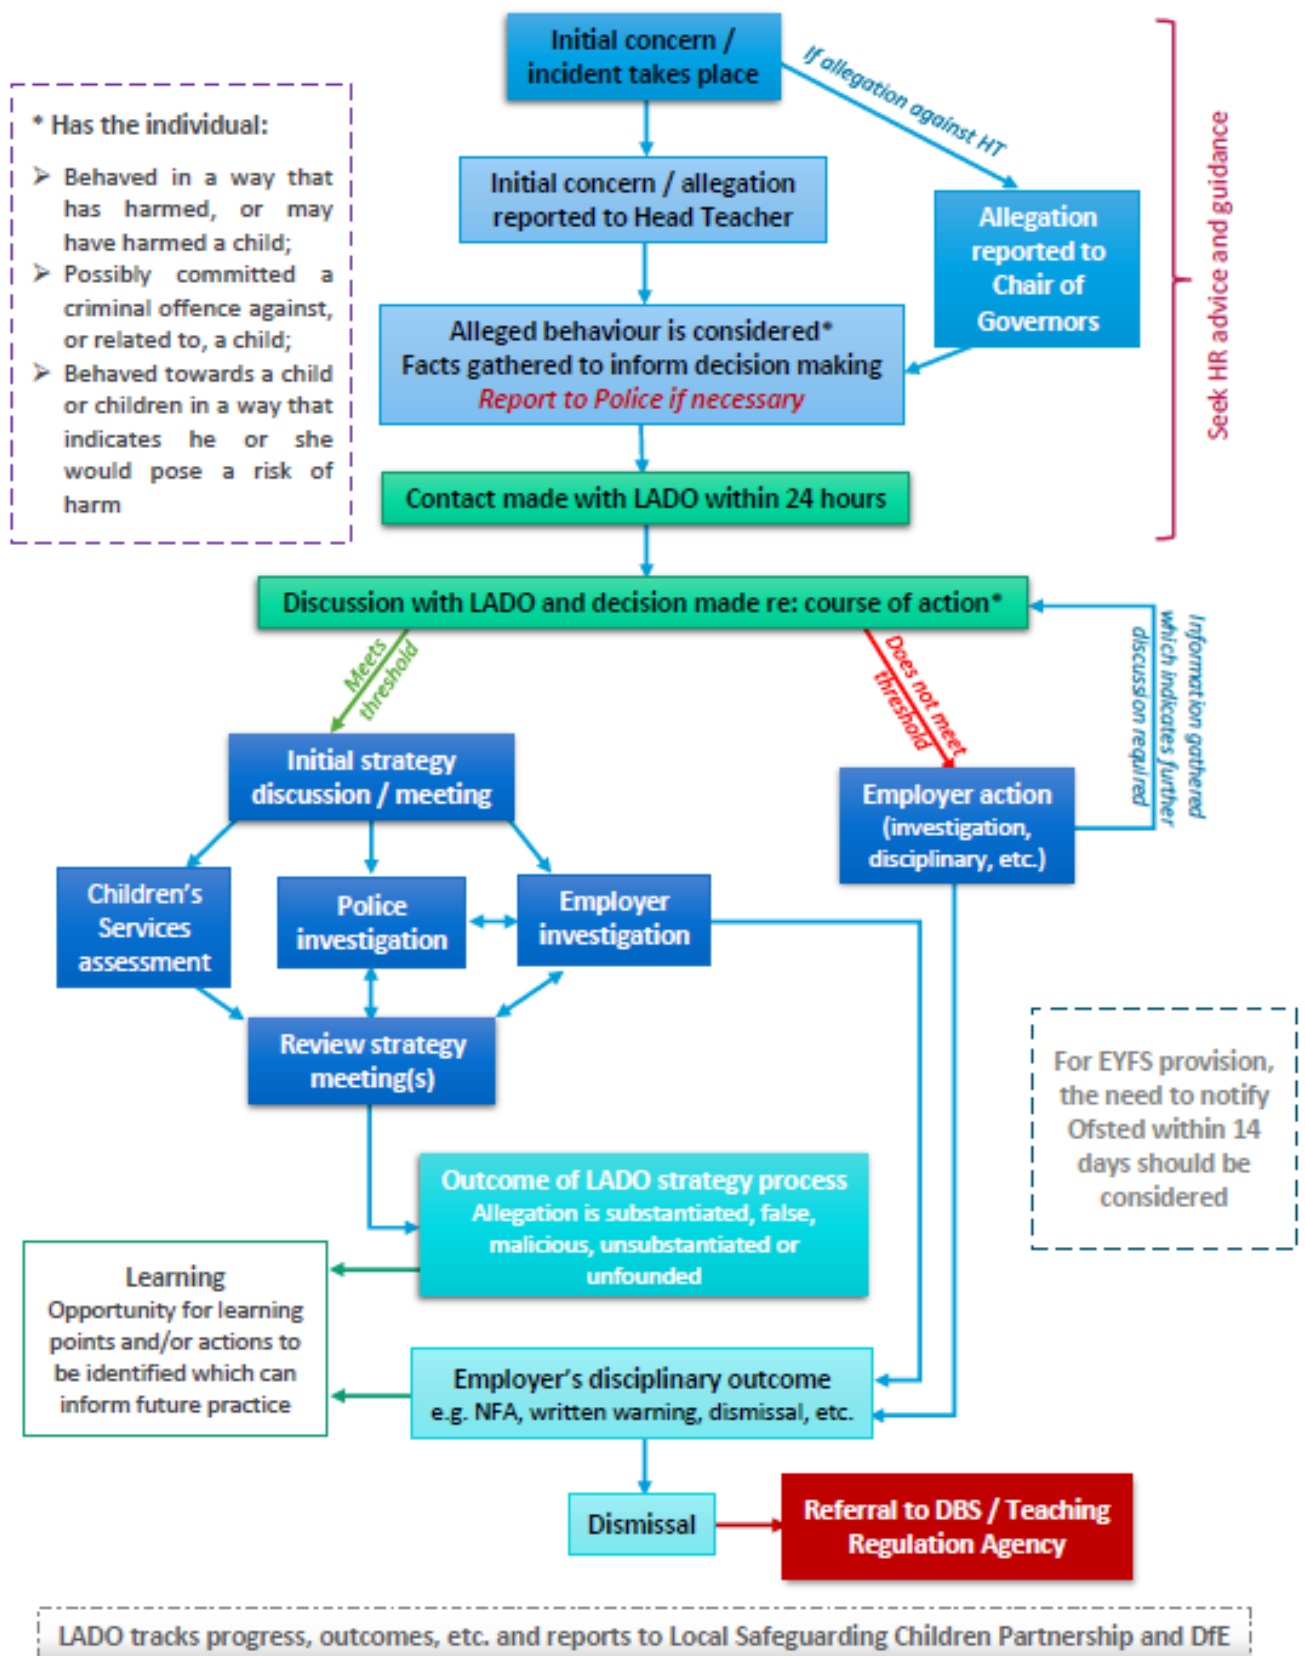 Initial concern /
incident takes place
If allegation against HT
* Has the individual:
➢ Behaved in a way that
has harmed, or may
have harmed a child;
➢ Possibly committed a
criminal offence against,
or related to, a child;
➢ Behaved towards a child
or children in a way that
indicates he or she
would pose a risk of
harm
Initial concern / allegation
reported to Head Teacher
Allegation
reported to
Chair of
Governors
Seek HR advice and guidance
Alleged behaviour is considered*
Facts gathered to inform decision making
Report to Police if necessary
Contact made with LADO within 24 hours
Discussion with LADO and decision made re: course of action*
Meets
threshold
Does not meet
threshold
Information gathered
which indicates further
discussion required
Initial strategy
discussion / meeting
Employer action
(investigation,
disciplinary, etc.)
Children's
Services
assessment
Police
investigation
Employer
investigation
Review strategy
meeting(s)
For EYFS provision,
the need to notify
Ofsted within 14
days should be
considered
Outcome of LADO strategy process
Allegation is substantiated, false,
malicious, unsubstantiated or
unfounded
Learning
Opportunity for learning
points and/or actions to
be identified which can
inform future practice
Employer's disciplinary outcome
e.g. NFA, written warning, dismissal, etc.
Dismissal
Referral to DBS / Teaching
Regulation Agency
LADO tracks progress, outcomes, etc. and reports to Local Safeguarding Children Partnership and DfE